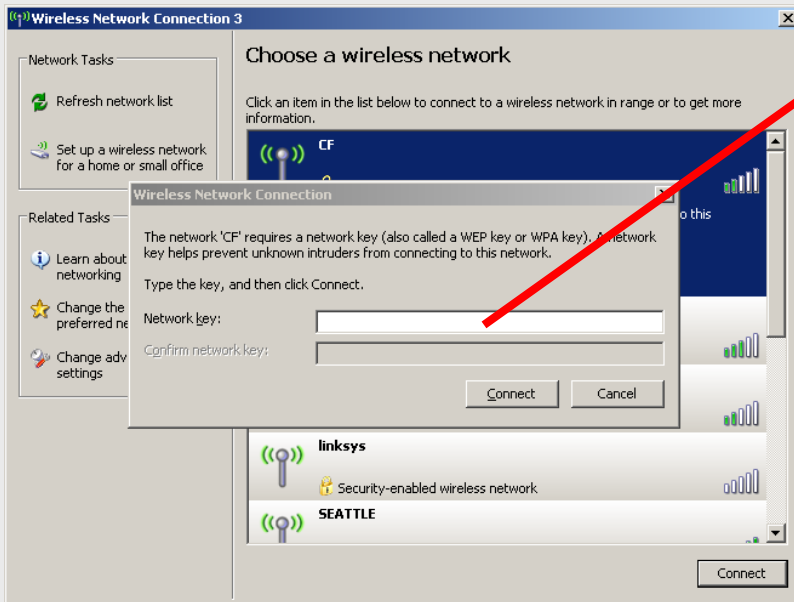 Wireless Network Connection 3
Network Tasks
Refresh network list
Set up a wireless network
for a home or small office
Related Tasks
Learn about
networking
Change the
preferred ne
Change adv
settings
Choose a wireless network
Click an item in the list below to connect to a wireless network in range or to get more
information.
CF
o this
Wireless Network Connection
The network 'CF' requires a network key (also called a WEP key or WPA key). A network
key helps prevent unknown intruders from connecting to this network.
Type the key, and then click Connect.
Network key:
Confirm network key:
Connect
Cancel
linksys
Security-enabled wireless network
SEATTLE
Connect